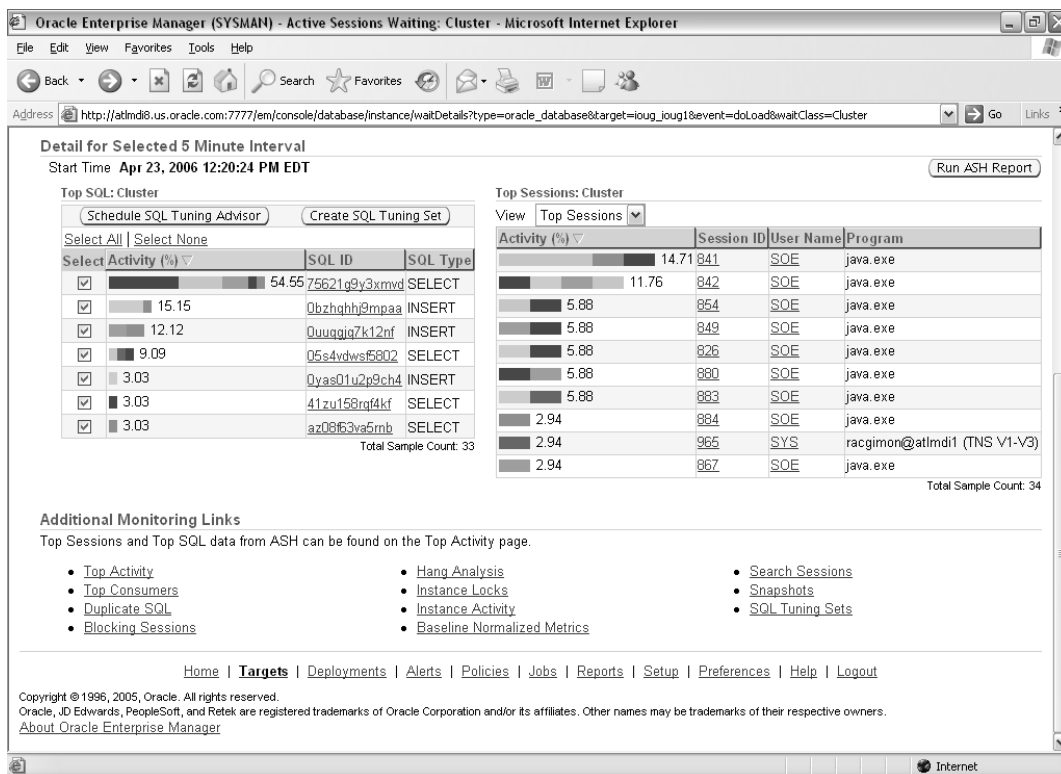 Oracle Enterprise Manager (SYSMAN) - Active Sessions Waiting: Cluster - Microsoft Internet Explorer
File Edit View Favorites Tools Help
Back Search Favorites
Address http://atlmdi8.us.oracle.com:7777/em/console/database/instance/waitDetails?type=oracle_database&target=ioug_ioug1&event=doLoad&waitClass=Cluster Go Links
Detail for Selected 5 Minute Interval
Start Time Apr 23, 2006 12:20:24 PM EDT Run ASH Report
Top SQL: Cluster
Schedule SQL Tuning Advisor Create SQL Tuning Set
Select All | Select None
Select Activity (%) SQL ID SQL Type
54.55 75621g9y3xmvd SELECT
15.15 0bzhqhhj9mpaa INSERT
12.12 0uuqgjq7k12nf INSERT
9.09 05s4vdwsf5802 SELECT
3.03 0yas01u2p9ch4 INSERT
3.03 41zu158rqf4kf SELECT
3.03 az08f63va5rnb SELECT
Total Sample Count: 33
Top Sessions: Cluster
View Top Sessions
Activity (%) Session ID User Name Program
14.71 841 SOE java.exe
11.76 842 SOE java.exe
5.88 854 SOE java.exe
5.88 849 SOE java.exe
5.88 826 SOE java.exe
5.88 880 SOE java.exe
5.88 883 SOE java.exe
2.94 884 SOE java.exe
2.94 965 SYS racgimon@atlmdi1 (TNS V1-V3)
2.94 867 SOE java.exe
Total Sample Count: 34
Additional Monitoring Links
Top Sessions and Top SQL data from ASH can be found on the Top Activity page.
Top Activity
Top Consumers
Duplicate SQL
Blocking Sessions
Hang Analysis
Instance Locks
Instance Activity
Baseline Normalized Metrics
Search Sessions
Snapshots
SQL Tuning Sets
Home | Targets | Deployments | Alerts | Policies | Jobs | Reports | Setup | Preferences | Help | Logout
Copyright © 1996, 2005, Oracle. All rights reserved.
Oracle, JD Edwards, PeopleSoft, and Retek are registered trademarks of Oracle Corporation and/or its affiliates. Other names may be trademarks of their respective owners.
About Oracle Enterprise Manager
Internet